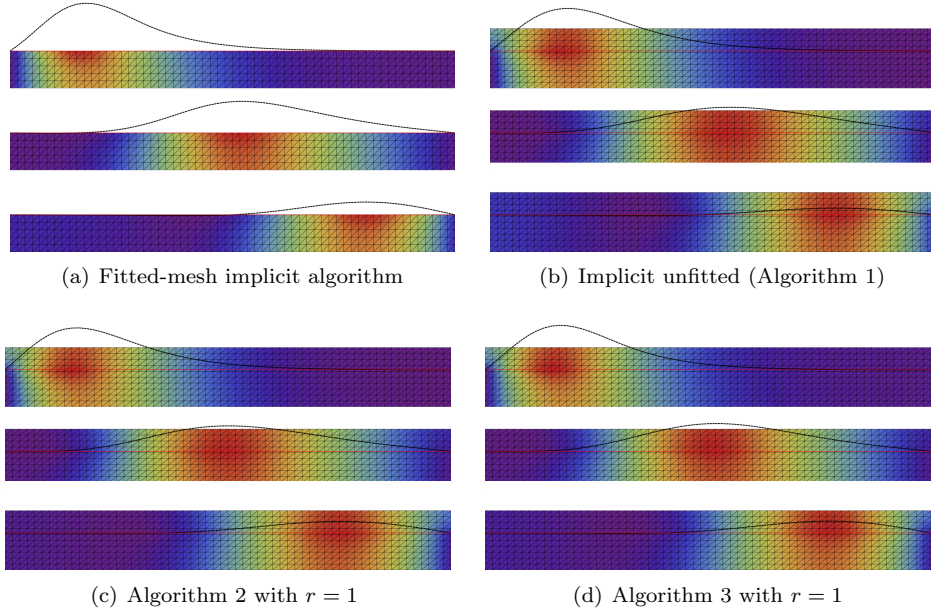 (a) Fitted-mesh implicit algorithm
(b) Implicit unfitted (Algorithm 1)
(c) Algorithm 2 with r = 1
(d) Algorithm 3 with r = 1